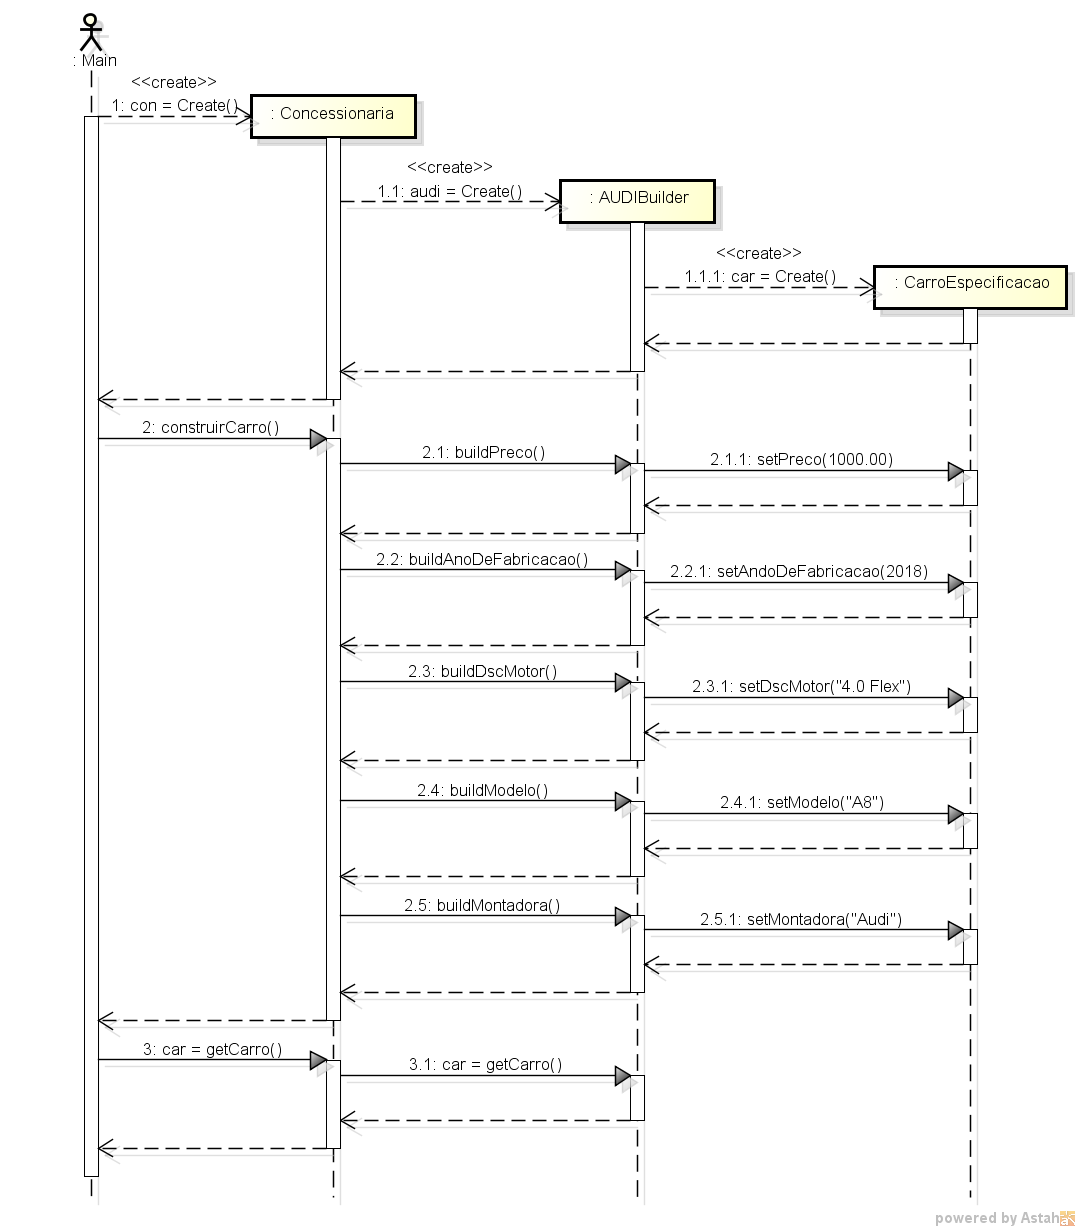 : Main
<<create>>
1: con = Create()
: Concessionaria
<<create>>
1.1: audi = Create()
: AUDIBuilder
<<create>>
1.1.1: car = Create()
: CarroEspecificacao
2: construirCarro()
2.1: buildPreco()
2.1.1: setPreco(1000.00)
2.2: buildAnoDeFabricacao()
2.2.1: setAndoDeFabricacao(2018)
2.3: buildDscMotor()
2.3.1: setDscMotor("4.0 Flex")
2.4: buildModelo()
2.4.1: setModelo("A8")
2.5: buildMontadora()
2.5.1: setMontadora("Audi")
3: car = getCarro()
3.1: car = getCarro()
powered by Astah